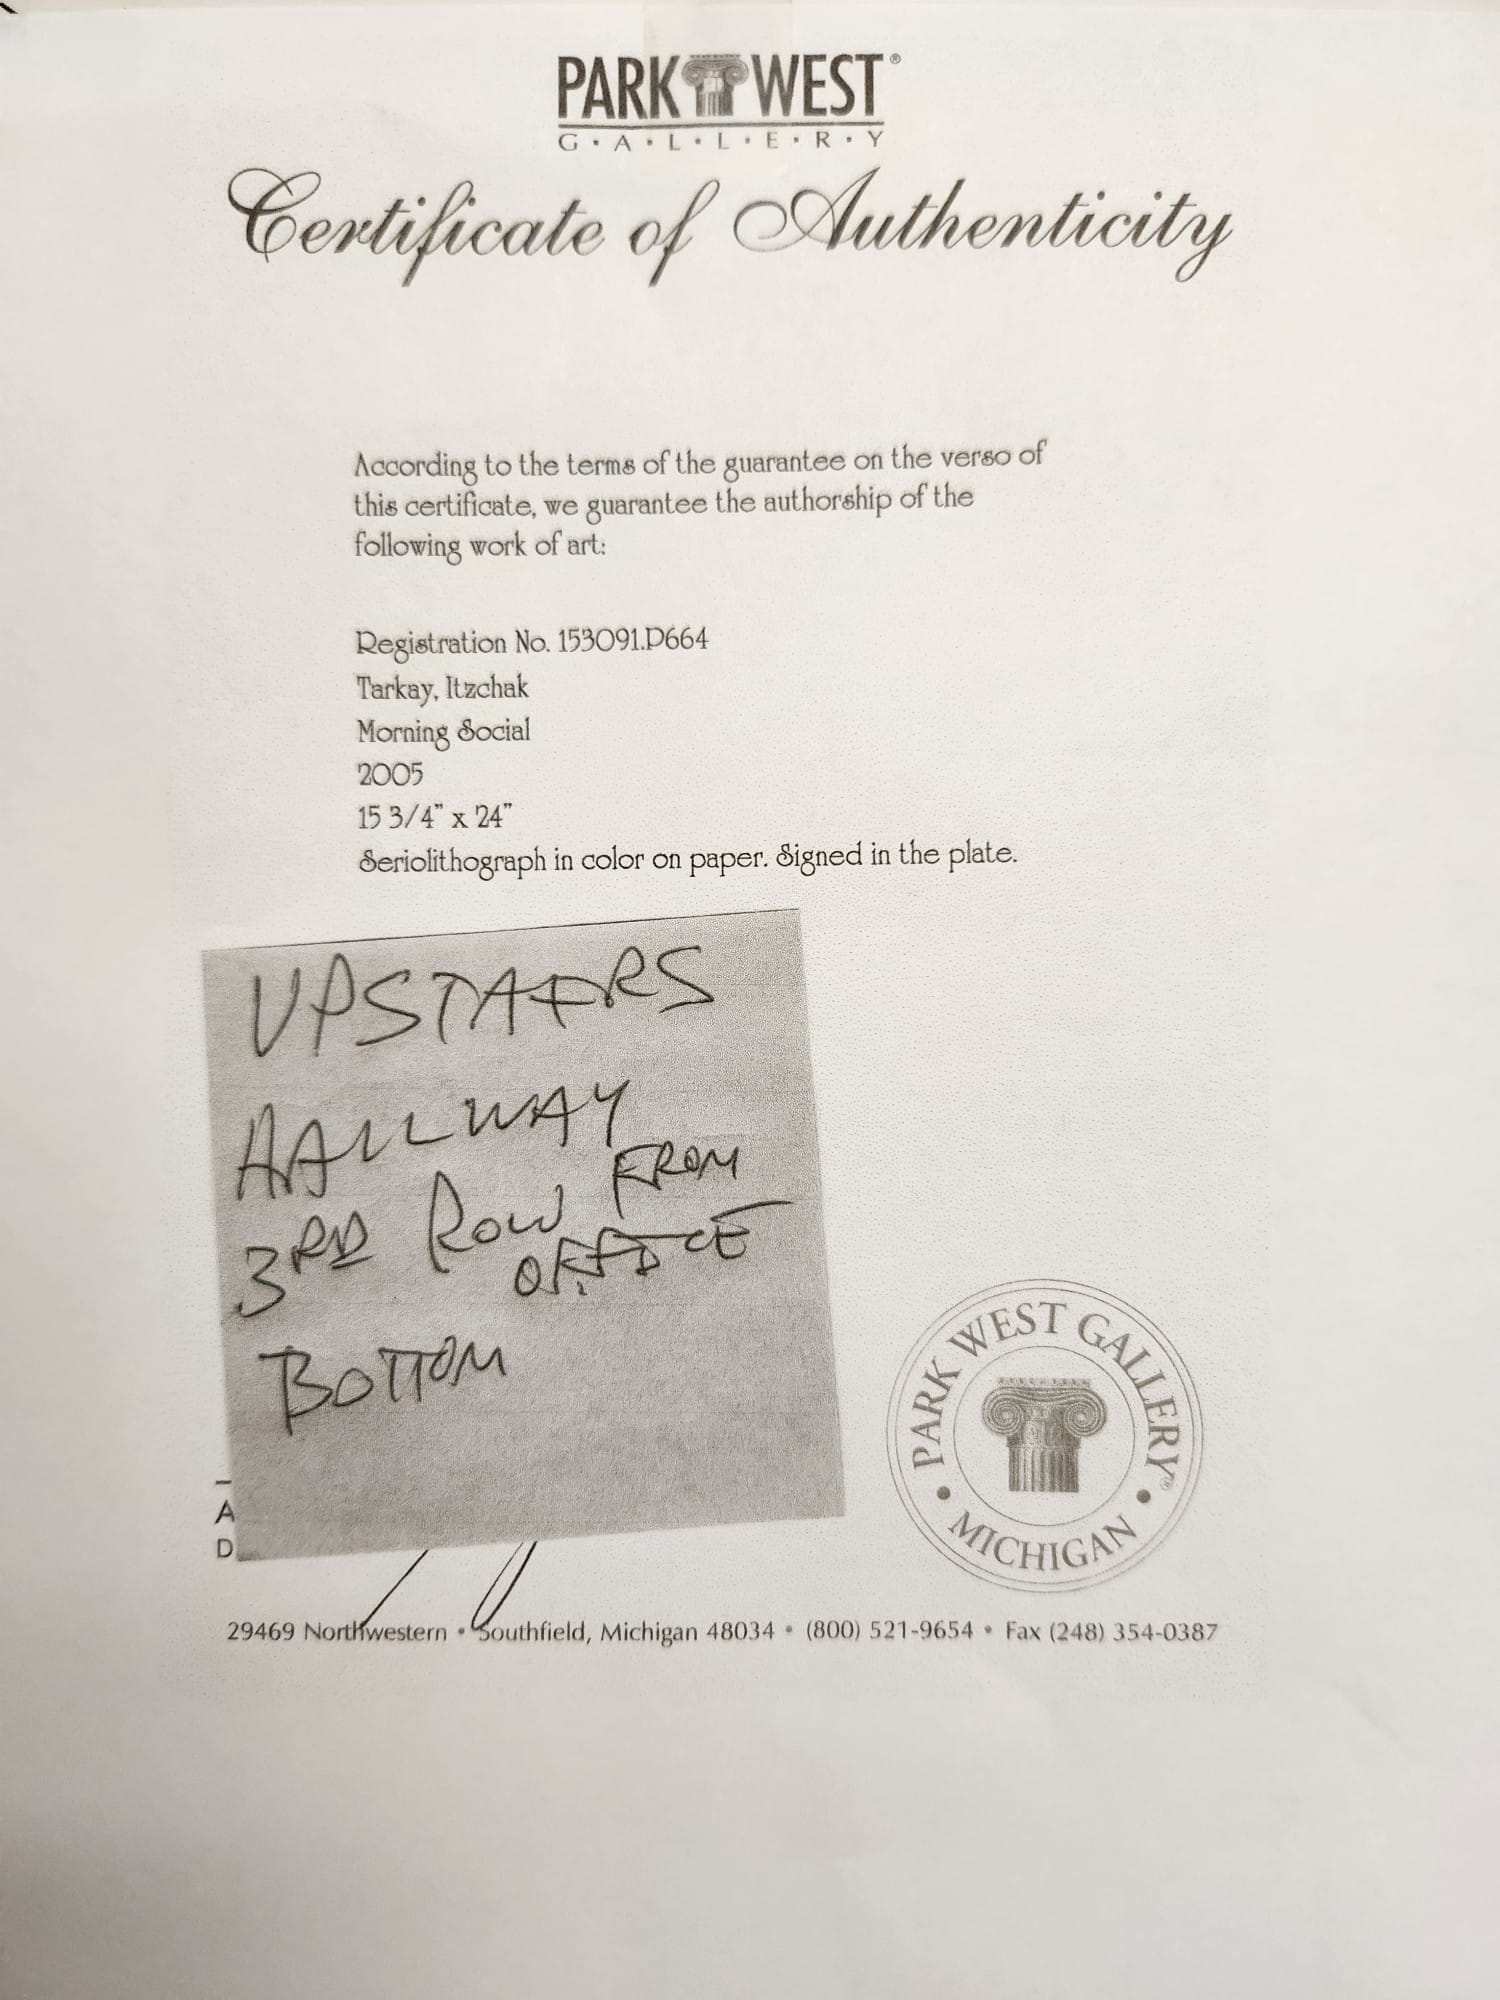 PARK WEST®
G·A·L·L·E·R·Y
Certificate of Authenticity
According to the terms of the guarantee on the verso of
this certificate, we guarantee the authorship of the
following work of art:
Registration No. 153091.P664
Tarkay, Itzchak
Morning Social
2005
15 3/4” x 24”
Seriolithograph in color on paper. Signed in the plate.
UPSTAIRS
HALLWAY
3RD ROW FROM
OFFICE
BOTTOM
A
D
PARK WEST GALLERY®
• MICHIGAN •
29469 Northwestern • Southfield, Michigan 48034 • (800) 521-9654 • Fax (248) 354-0387